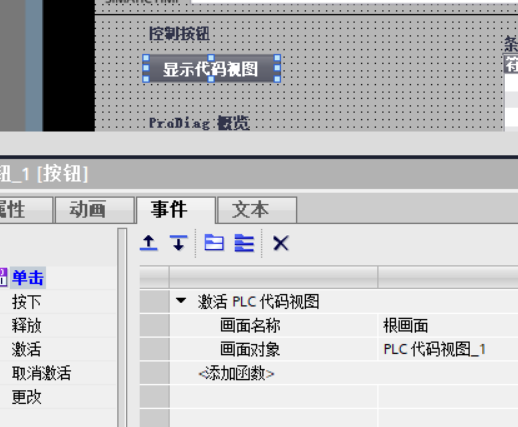 控制按钮
条
显示代码视图
符
ProDiag 概览
钮_1 [按钮]
属性
动画
事件
文本
单击
按下
释放
激活
取消激活
更改
激活 PLC 代码视图
画面名称
根画面
画面对象
PLC 代码视图_1
<添加函数>